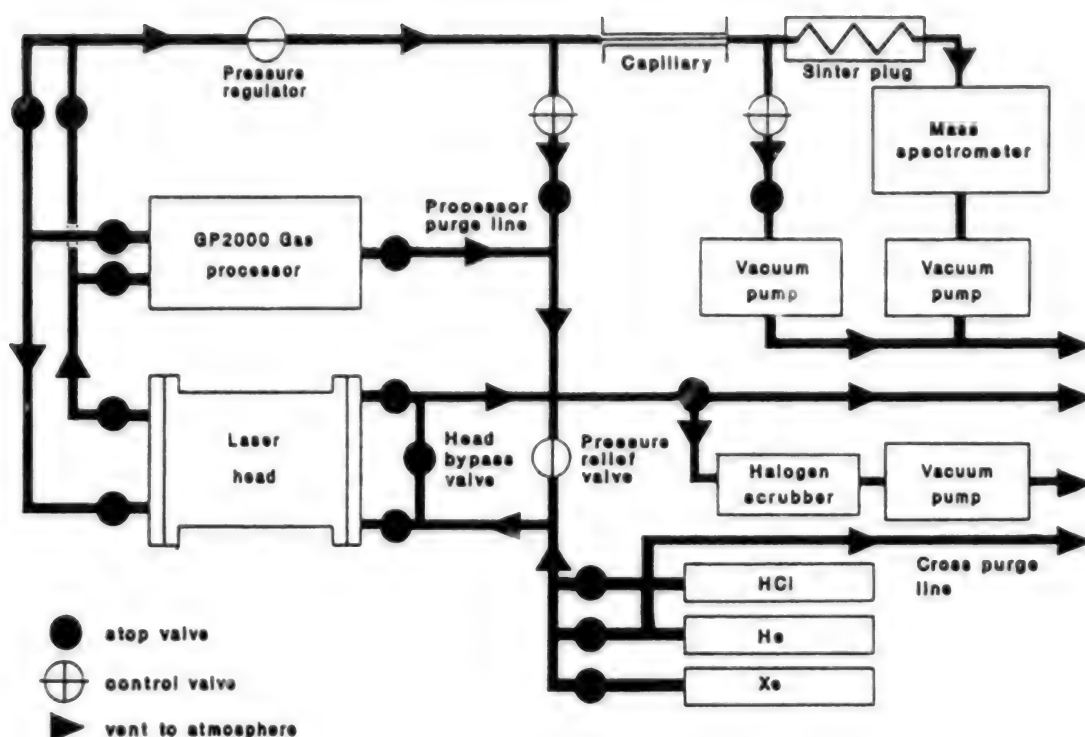 Capillary
Pressure
regulator
Sinter plug
Mass
spectrometer
Processor
purge line
GP2000 Gas
processor
Vacuum
pump
Vacuum
pump
Laser
head
Head
bypass
valve
Pressure
relief
valve
Halogen
scrubber
Vacuum
pump
Cross purge
line
HCl
He
Xe
stop valve
control valve
vent to atmosphere